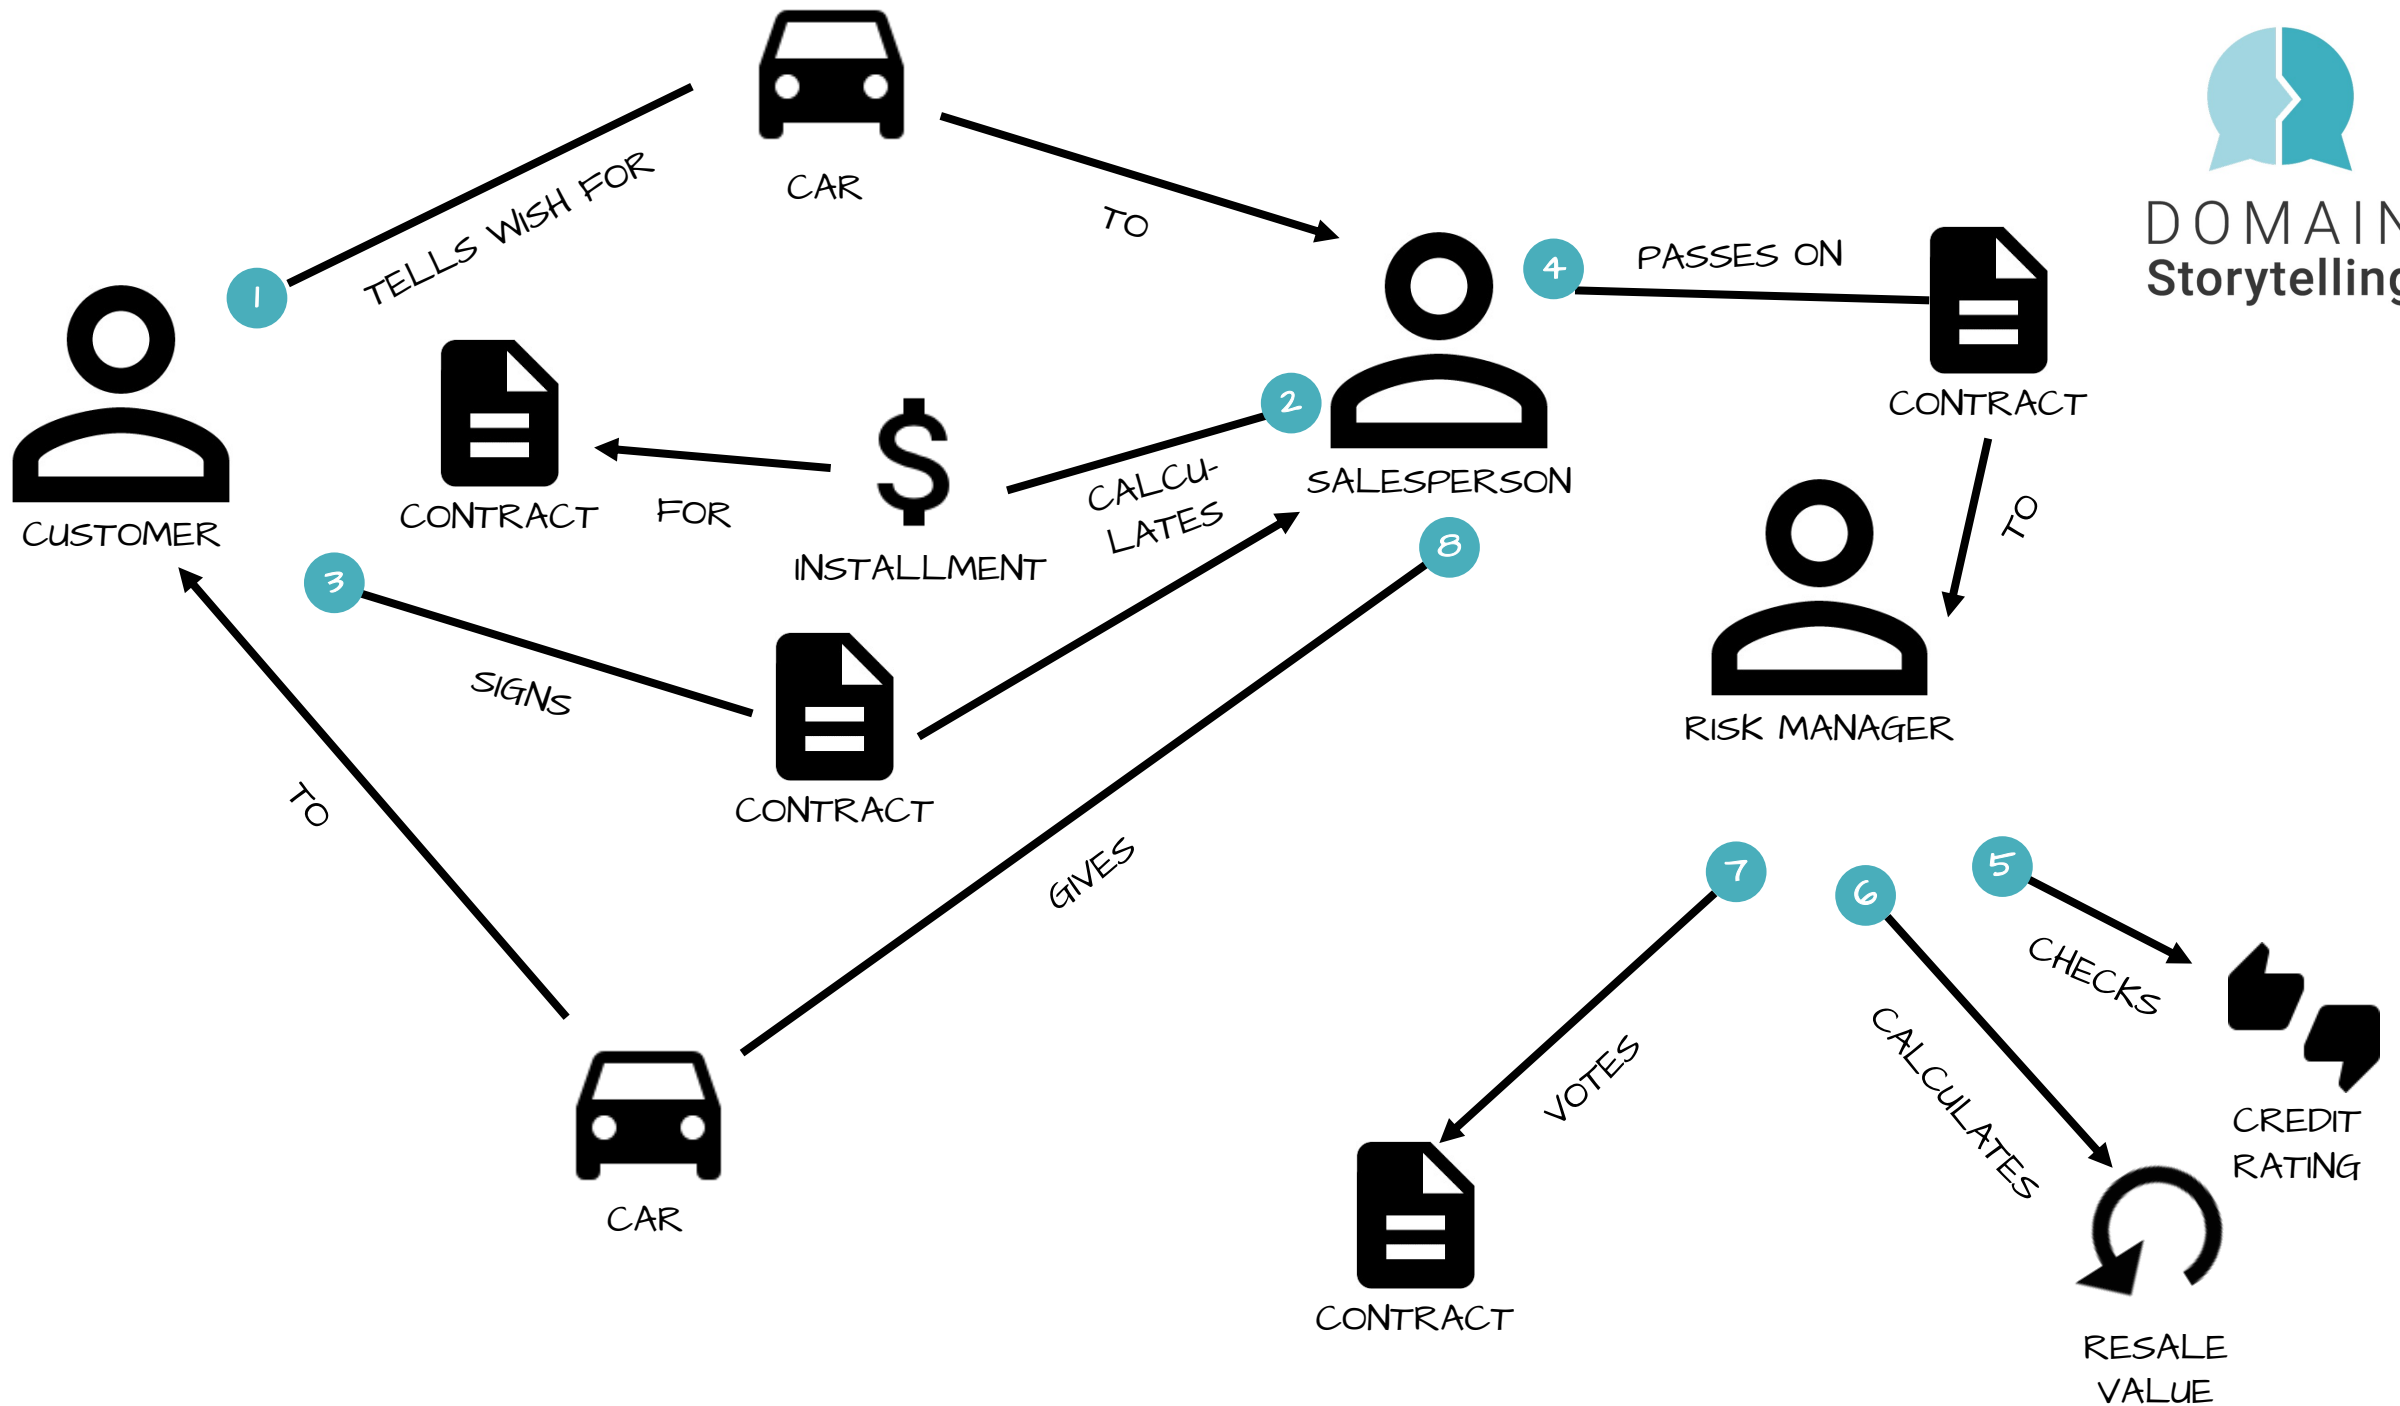 CAR
TELLS WISH FOR
TO
1
CUSTOMER
CONTRACT
FOR
INSTALLMENT
2
CALCU-
LATES
SALESPERSON
4
PASSES ON
CONTRACT
TO
RISK MANAGER
DOMAIN
Storytelling
3
SIGNS
CONTRACT
8
GIVES
TO
CAR
7
VOTES
CONTRACT
6
CALCULATES
RESALE
VALUE
5
CHECKS
CREDIT
RATING